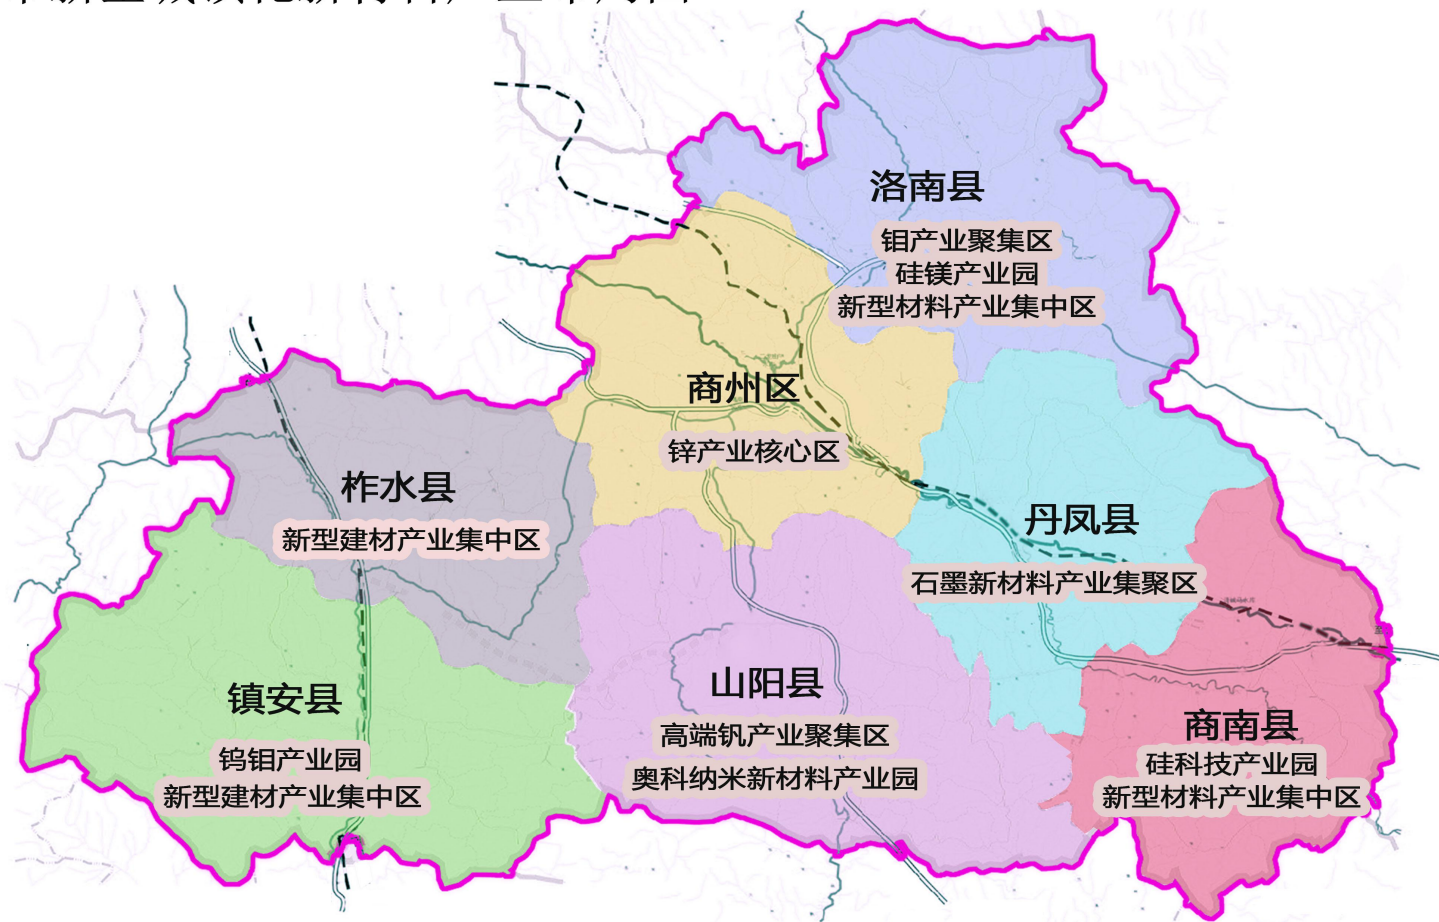 洛南县
钼产业聚集区
硅镁产业园
新型材料产业集中区
商州区
锌产业核心区
柞水县
新型建材产业集中区
丹凤县
石墨新材料产业集聚区
镇安县
钨钼产业园
新型建材产业集中区
山阳县
高端钒产业聚集区
奥科纳米新材料产业园
商南县
硅科技产业园
新型材料产业集中区